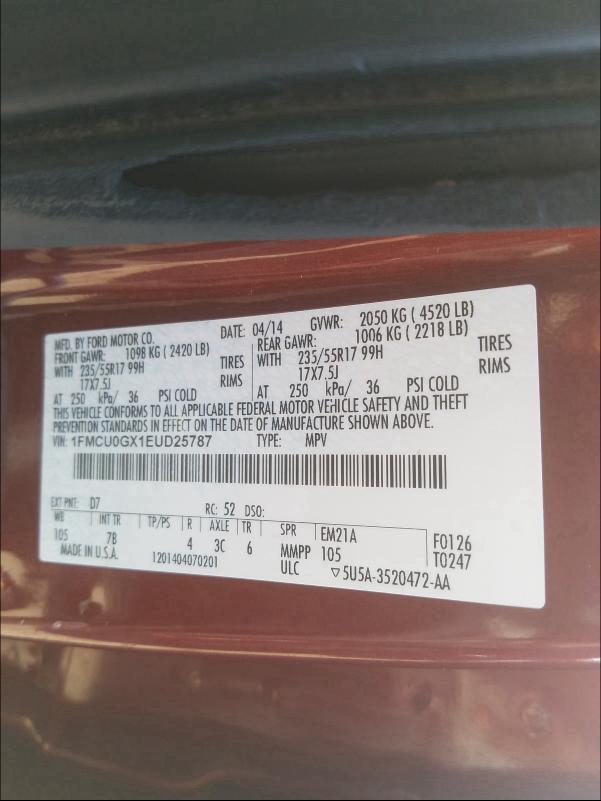 MFD. BY FORD MOTOR CO. DATE: 04/14 GVWR: 2050 KG ( 4520 LB)
FRONT GAWR: 1098 KG ( 2420 LB) REAR GAWR: 1006 KG ( 2218 LB)
WITH 235/55R17 99H TIRES WITH 235/55R17 99H TIRES
17X7.5J RIMS 17X7.5J RIMS
AT 250 kPa/ 36 PSI COLD AT 250 kPa/ 36 PSI COLD
THIS VEHICLE CONFORMS TO ALL APPLICABLE FEDERAL MOTOR VEHICLE SAFETY AND THEFT
PREVENTION STANDARDS IN EFFECT ON THE DATE OF MANUFACTURE SHOWN ABOVE.
VIN: 1FMCU0GX1EUD25787 TYPE: MPV
EXT PNT: D7 RC: 52 DSO:
WB INT TR TP/PS R AXLE TR SPR EM21A F0126
105 7B 4 3C 6 MMPP 105 T0247
MADE IN U.S.A. 1201404070201 ULC ▽5U5A-3520472-AA